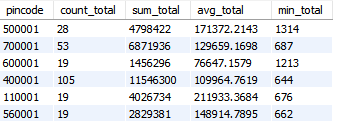 pincode count_total sum_total avg_total min_total
500001 28 4798422 171372.2143 1314
700001 53 6871936 129659.1698 687
600001 19 1456296 76647.1579 1213
400001 105 11546300 109964.7619 644
110001 19 4026734 211933.3684 676
560001 19 2829381 148914.7895 662